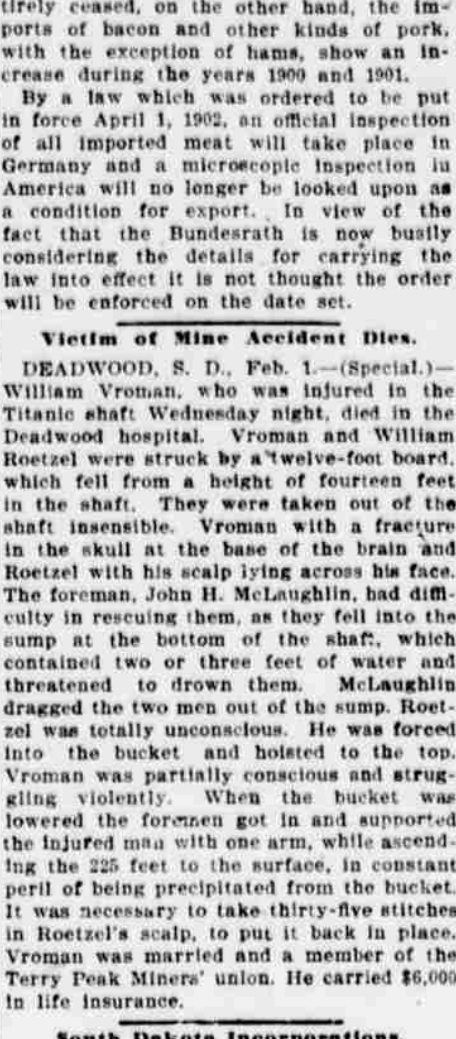 tirely ceased, on the other hand, the im-
ports of bacon and other kinds of pork,
with the exception of hams, show an in-
crease during the years 1900 and 1901.
By a law which was ordered to be put
in force April 1, 1902, an official inspection
of all imported meat will take place in
Germany and a microscopic inspection in
America will no longer be looked upon as
a condition for export. In view of the
fact that the Bundesrath is now busily
considering the details for carrying the
law into effect it is not thought the order
will be enforced on the date set.
Victim of Mine Accident Dies.
DEADWOOD, S. D., Feb. 1.—(Special.)—
William Vroman, who was injured in the
Titanic shaft Wednesday night, died in the
Deadwood hospital. Vroman and William
Roetzel were struck by a twelve-foot board,
which fell from a height of fourteen feet
in the shaft. They were taken out of the
shaft insensible. Vroman with a fracture
in the skull at the base of the brain and
Roetzel with his scalp lying across his face.
The foreman, John H. McLaughlin, had diffi-
culty in rescuing them, as they fell into the
sump at the bottom of the shaft, which
contained two or three feet of water and
threatened to drown them. McLaughlin
dragged the two men out of the sump. Roet-
zel was totally unconscious. He was forced
into the bucket and hoisted to the top.
Vroman was partially conscious and strug-
gling violently. When the bucket was
lowered the foremen got in and supported
the injured man with one arm, while ascend-
ing the 225 feet to the surface, in constant
peril of being precipitated from the bucket.
It was necessary to take thirty-five stitches
in Roetzel's scalp, to put it back in place.
Vroman was married and a member of the
Terry Peak Miners' union. He carried $6,000
in life insurance.
South Dakota Incorporations.